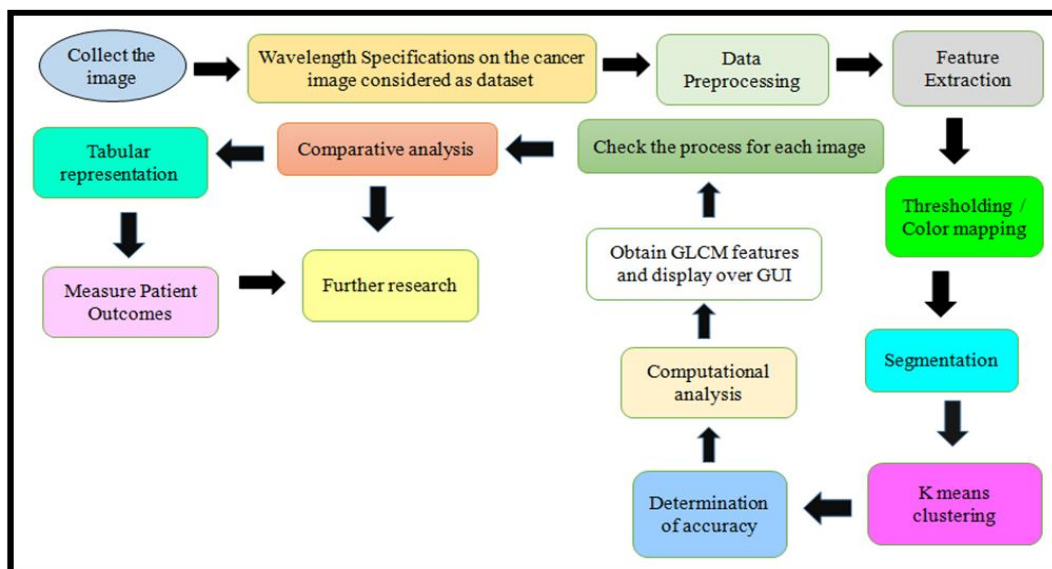 Collect the
image
Wavelength Specifications on the cancer
image considered as dataset
Data
Preprocessing
Feature
Extraction
Thresholding /
Color mapping
Segmentation
K means
clustering
Determination
of accuracy
Computational
analysis
Obtain GLCM features
and display over GUI
Check the process for each image
Comparative analysis
Tabular
representation
Measure Patient
Outcomes
Further research